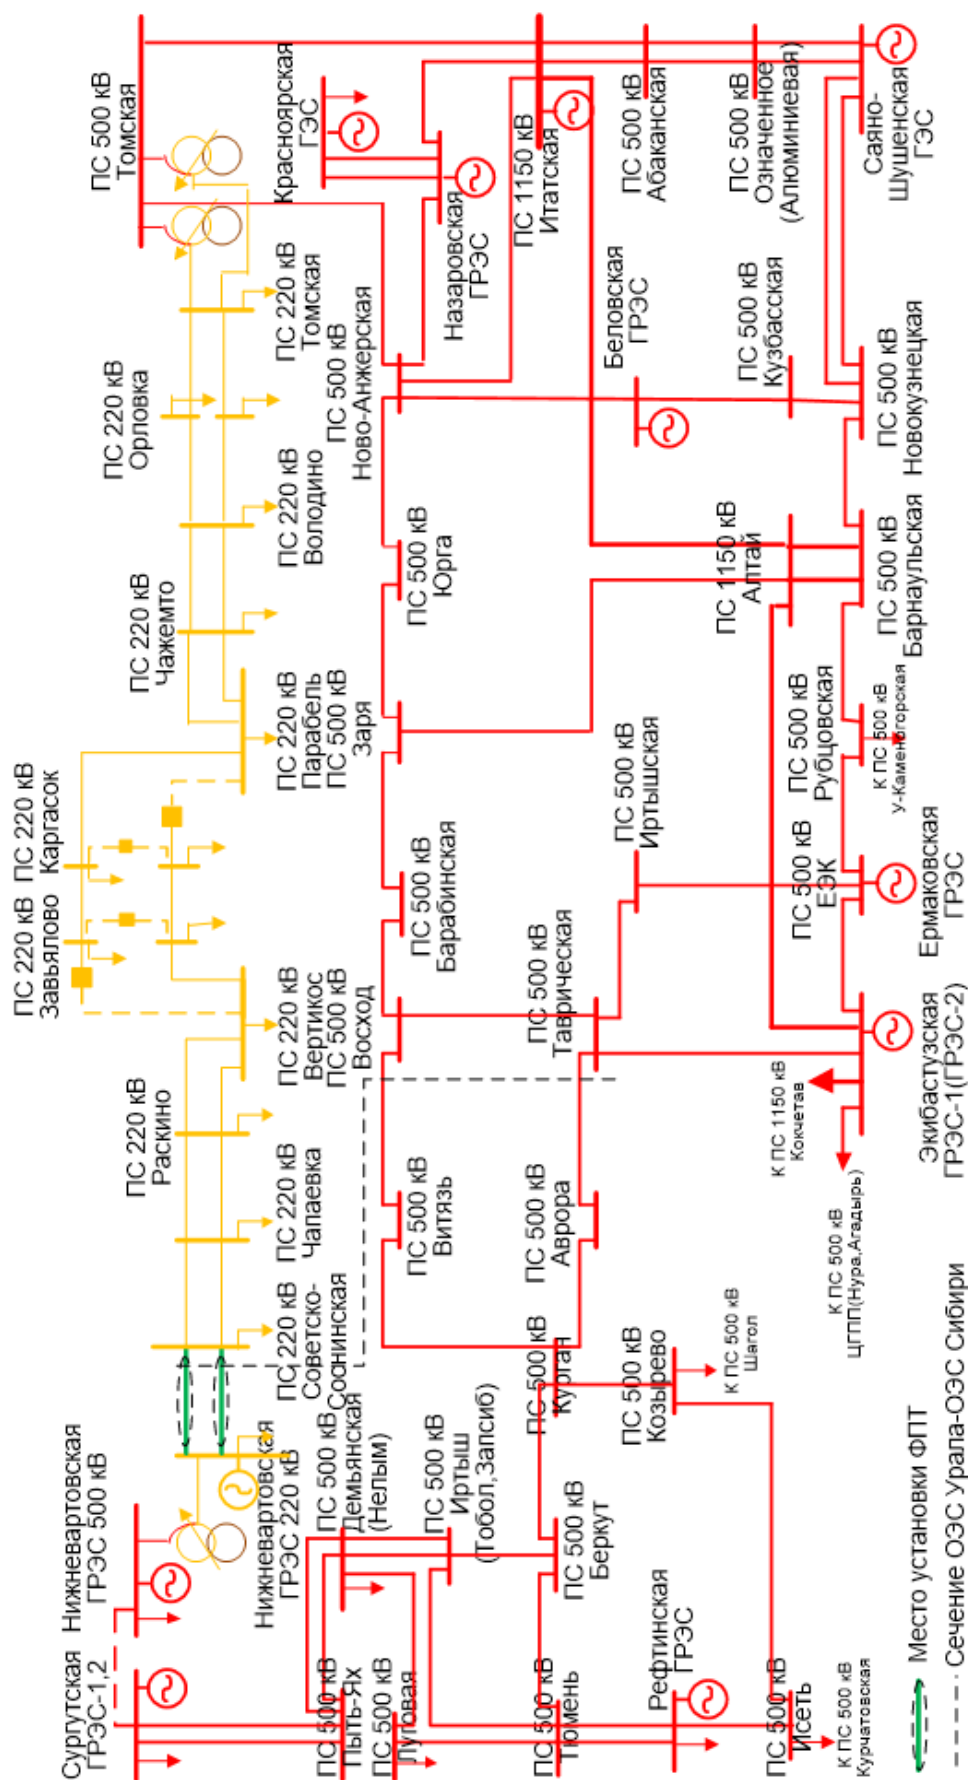 ПС 500 кВ
Томская
Красноярская
ГЭС
Назаровская
ГРЭС
ПС 1150 кВ
Итатская
ПС 500 кВ
Абаканская
ПС 500 кВ
Означенное
(Алюминиевая)
Саяно-
Шушенская
ГЭС
ПС 220 кВ
Томская
ПС 220 кВ
Орловка
ПС 500 кВ
Ново-Анжерская
Беловская
ГРЭС
ПС 500 кВ
Кузбасская
ПС 500 кВ
Новокузнецкая
ПС 220 кВ
Володино
ПС 220 кВ
Чажемто
ПС 500 кВ
Юрга
ПС 1150 кВ
Алтай
ПС 500 кВ
Барнаульская
ПС 220 кВ
Парабель
ПС 500 кВ
Заря
ПС 500 кВ
Рубцовская
К ПС 500 кВ
У-Каменогорская
ПС 220 кВ
Каргасок
ПС 220 кВ
Завьялово
ПС 500 кВ
Барабинская
ПС 500 кВ
Иртышская
ПС 500 кВ
ЕЭК
Ермаковская
ГРЭС
ПС 220 кВ
Вертикос
ПС 500 кВ
Восход
ПС 500 кВ
Таврическая
Экибастузская
ГРЭС-1(ГРЭС-2)
К ПС 1150 кВ
Кокчетав
К ПС 500 кВ
ЦГПП(Нура,Агадырь)
ПС 220 кВ
Раскино
ПС 220 кВ
Чапаевка
ПС 500 кВ
Витязь
ПС 500 кВ
Аврора
ПС 220 кВ
Советско-
Соснинская
ПС 500 кВ
Курган
ПС 500 кВ
Козырево
К ПС 500 кВ
Шагол
Нижневартовская
ГРЭС 500 кВ
Нижневартовская
ГРЭС 220 кВ
ПС 500 кВ
Демьянская
(Нелым)
ПС 500 кВ
Иртыш
(Тобол,Запсиб)
ПС 500 кВ
Беркут
Сургутская
ГРЭС-1,2
ПС 500 кВ
Пыть-Ях
ПС 500 кВ
Луговая
ПС 500 кВ
Тюмень
Рефтинская
ГРЭС
ПС 500 кВ
Исеть
К ПС 500 кВ
Курчатовская
Место установки ФПТ
Сечение ОЭС Урала-ОЭС Сибири